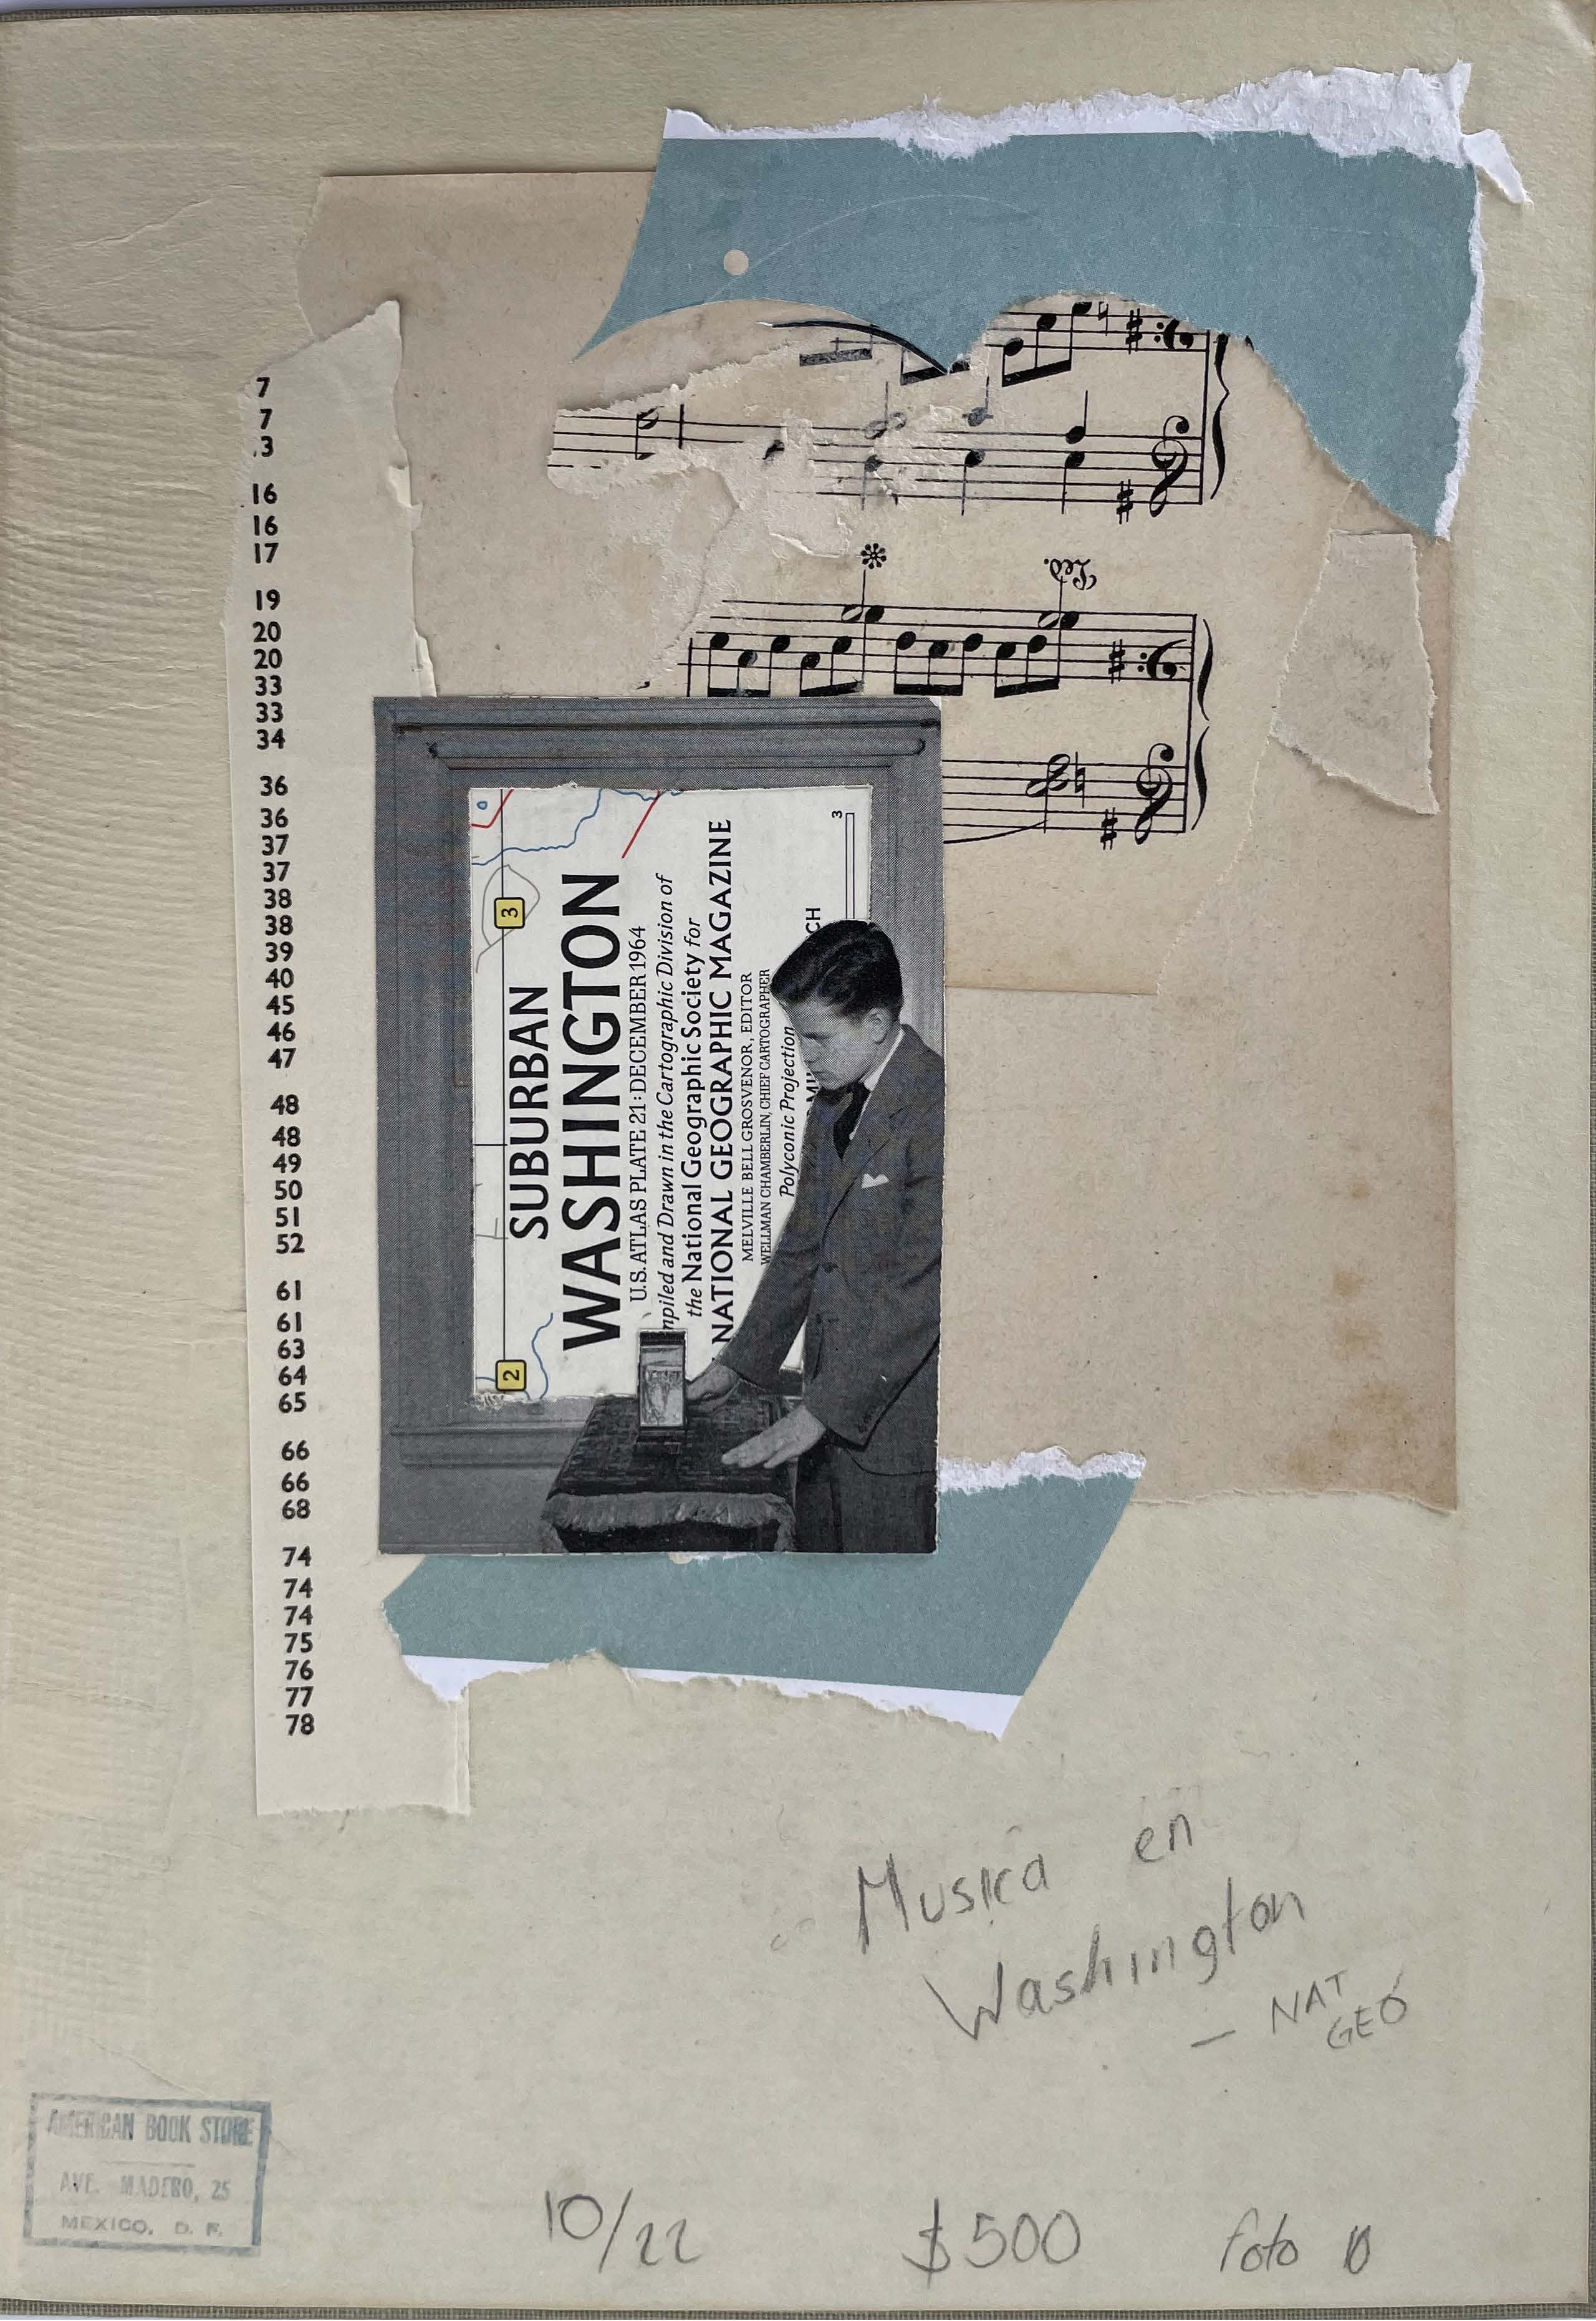 7
7
.3
16
16
17
19
20
20
33
33
34
36
36
37
37
38
38
39
40
45
46
47
48
48
49
50
51
52
61
61
63
64
65
66
66
68
74
74
74
75
76
77
78
Ped.
2 3
SUBURBAN
WASHINGTON
U.S. ATLAS PLATE 21: DECEMBER 1964
mpiled and Drawn in the Cartographic Division of
the National Geographic Society for
NATIONAL GEOGRAPHIC MAGAZINE
MELVILLE BELL GROSVENOR, EDITOR
WELLMAN CHAMBERLIN, CHIEF CARTOGRAPHER
Polyconic Projection
CH
3
Musica en
Washington
— NAT
GEO
AMERICAN BOOK STORE
AVE. MADERO, 25
MEXICO, D. F.
10/22 $500 foto 10